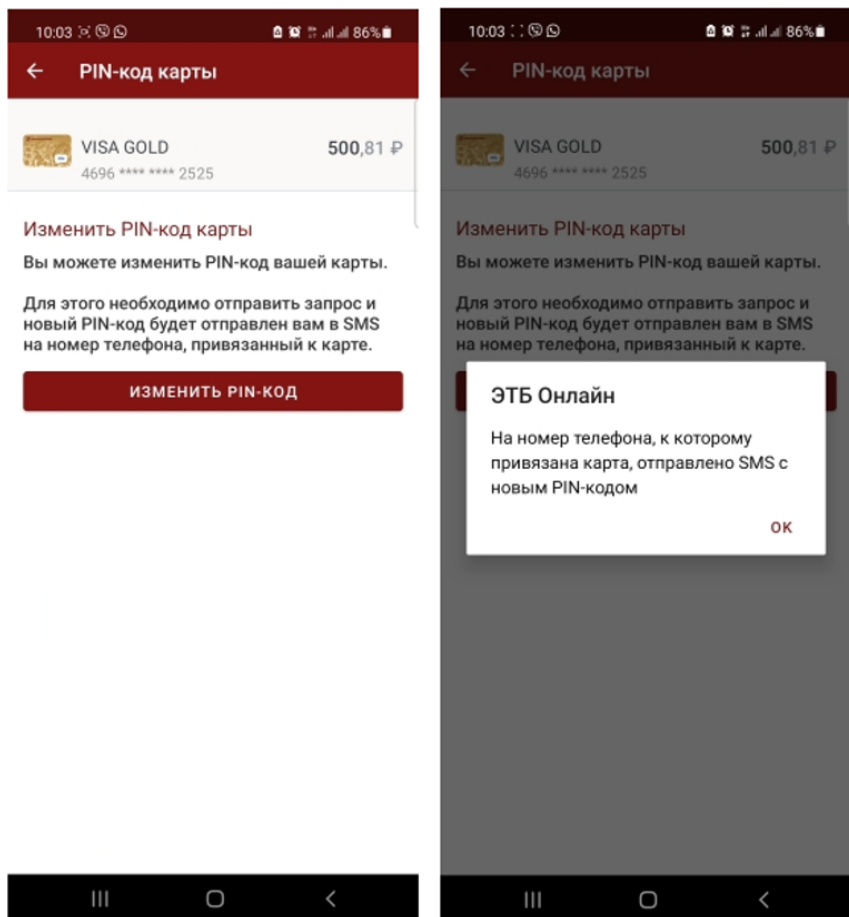 10:03
86%
PIN-код карты
VISA GOLD
500,81 ₽
4696 **** **** 2525
Изменить PIN-код карты
Вы можете изменить PIN-код вашей карты.
Для этого необходимо отправить запрос и
новый PIN-код будет отправлен вам в SMS
на номер телефона, привязанный к карте.
ИЗМЕНИТЬ PIN-КОД
10:03
86%
PIN-код карты
VISA GOLD
500,81 ₽
4696 **** **** 2525
Изменить PIN-код карты
Вы можете изменить PIN-код вашей карты.
Для этого необходимо отправить запрос и
новый PIN-код будет отправлен вам в SMS
на номер телефона, привязанный к карте.
ЭТБ Онлайн
На номер телефона, к которому
привязана карта, отправлено SMS с
новым PIN-кодом
ОК